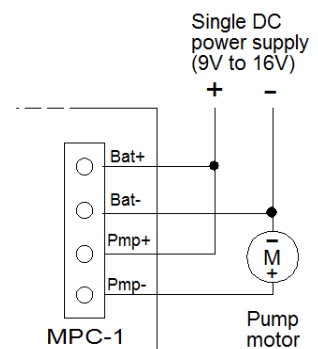 Single DC
power supply
(9V to 16V)
+ -
Bat+
Bat-
Pmp+
Pmp-
-
M
+
MPC-1
Pump
motor